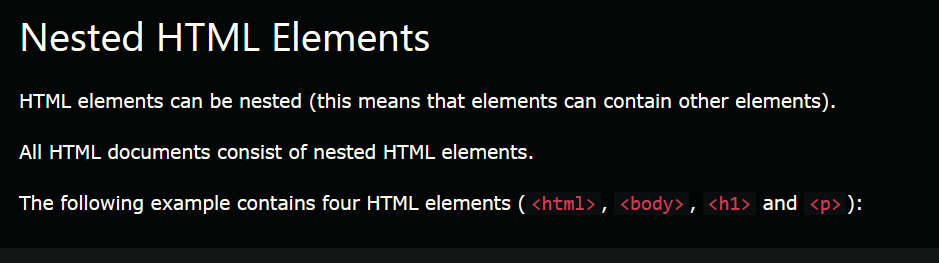 Nested HTML Elements
HTML elements can be nested (this means that elements can contain other elements).
All HTML documents consist of nested HTML elements.
The following example contains four HTML elements (<html>, <body>, <h1> and <p>):